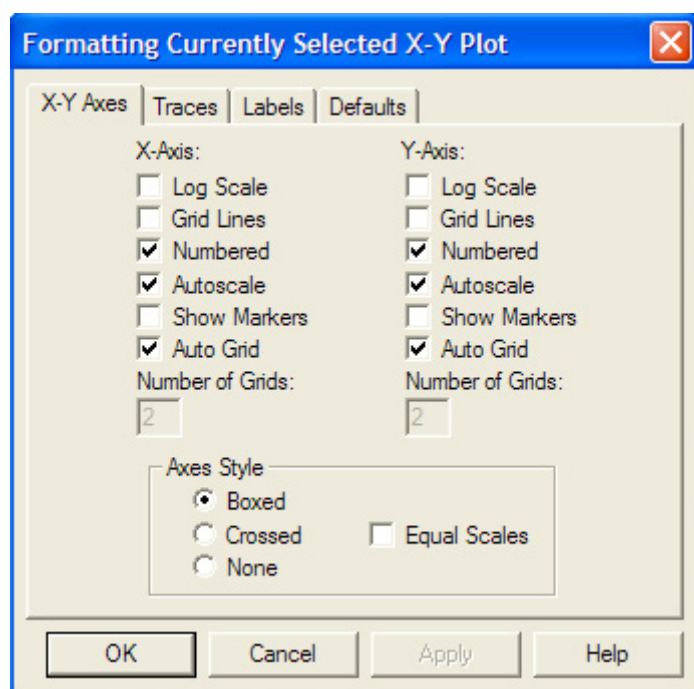 Formatting Currently Selected X-Y Plot
X-Y Axes Traces Labels Defaults
X-Axis: Y-Axis:
Log Scale Log Scale
Grid Lines Grid Lines
Numbered Numbered
Autoscale Autoscale
Show Markers Show Markers
Auto Grid Auto Grid
Number of Grids: Number of Grids:
2 2
Axes Style
Boxed
Crossed Equal Scales
None
OK Cancel Apply Help